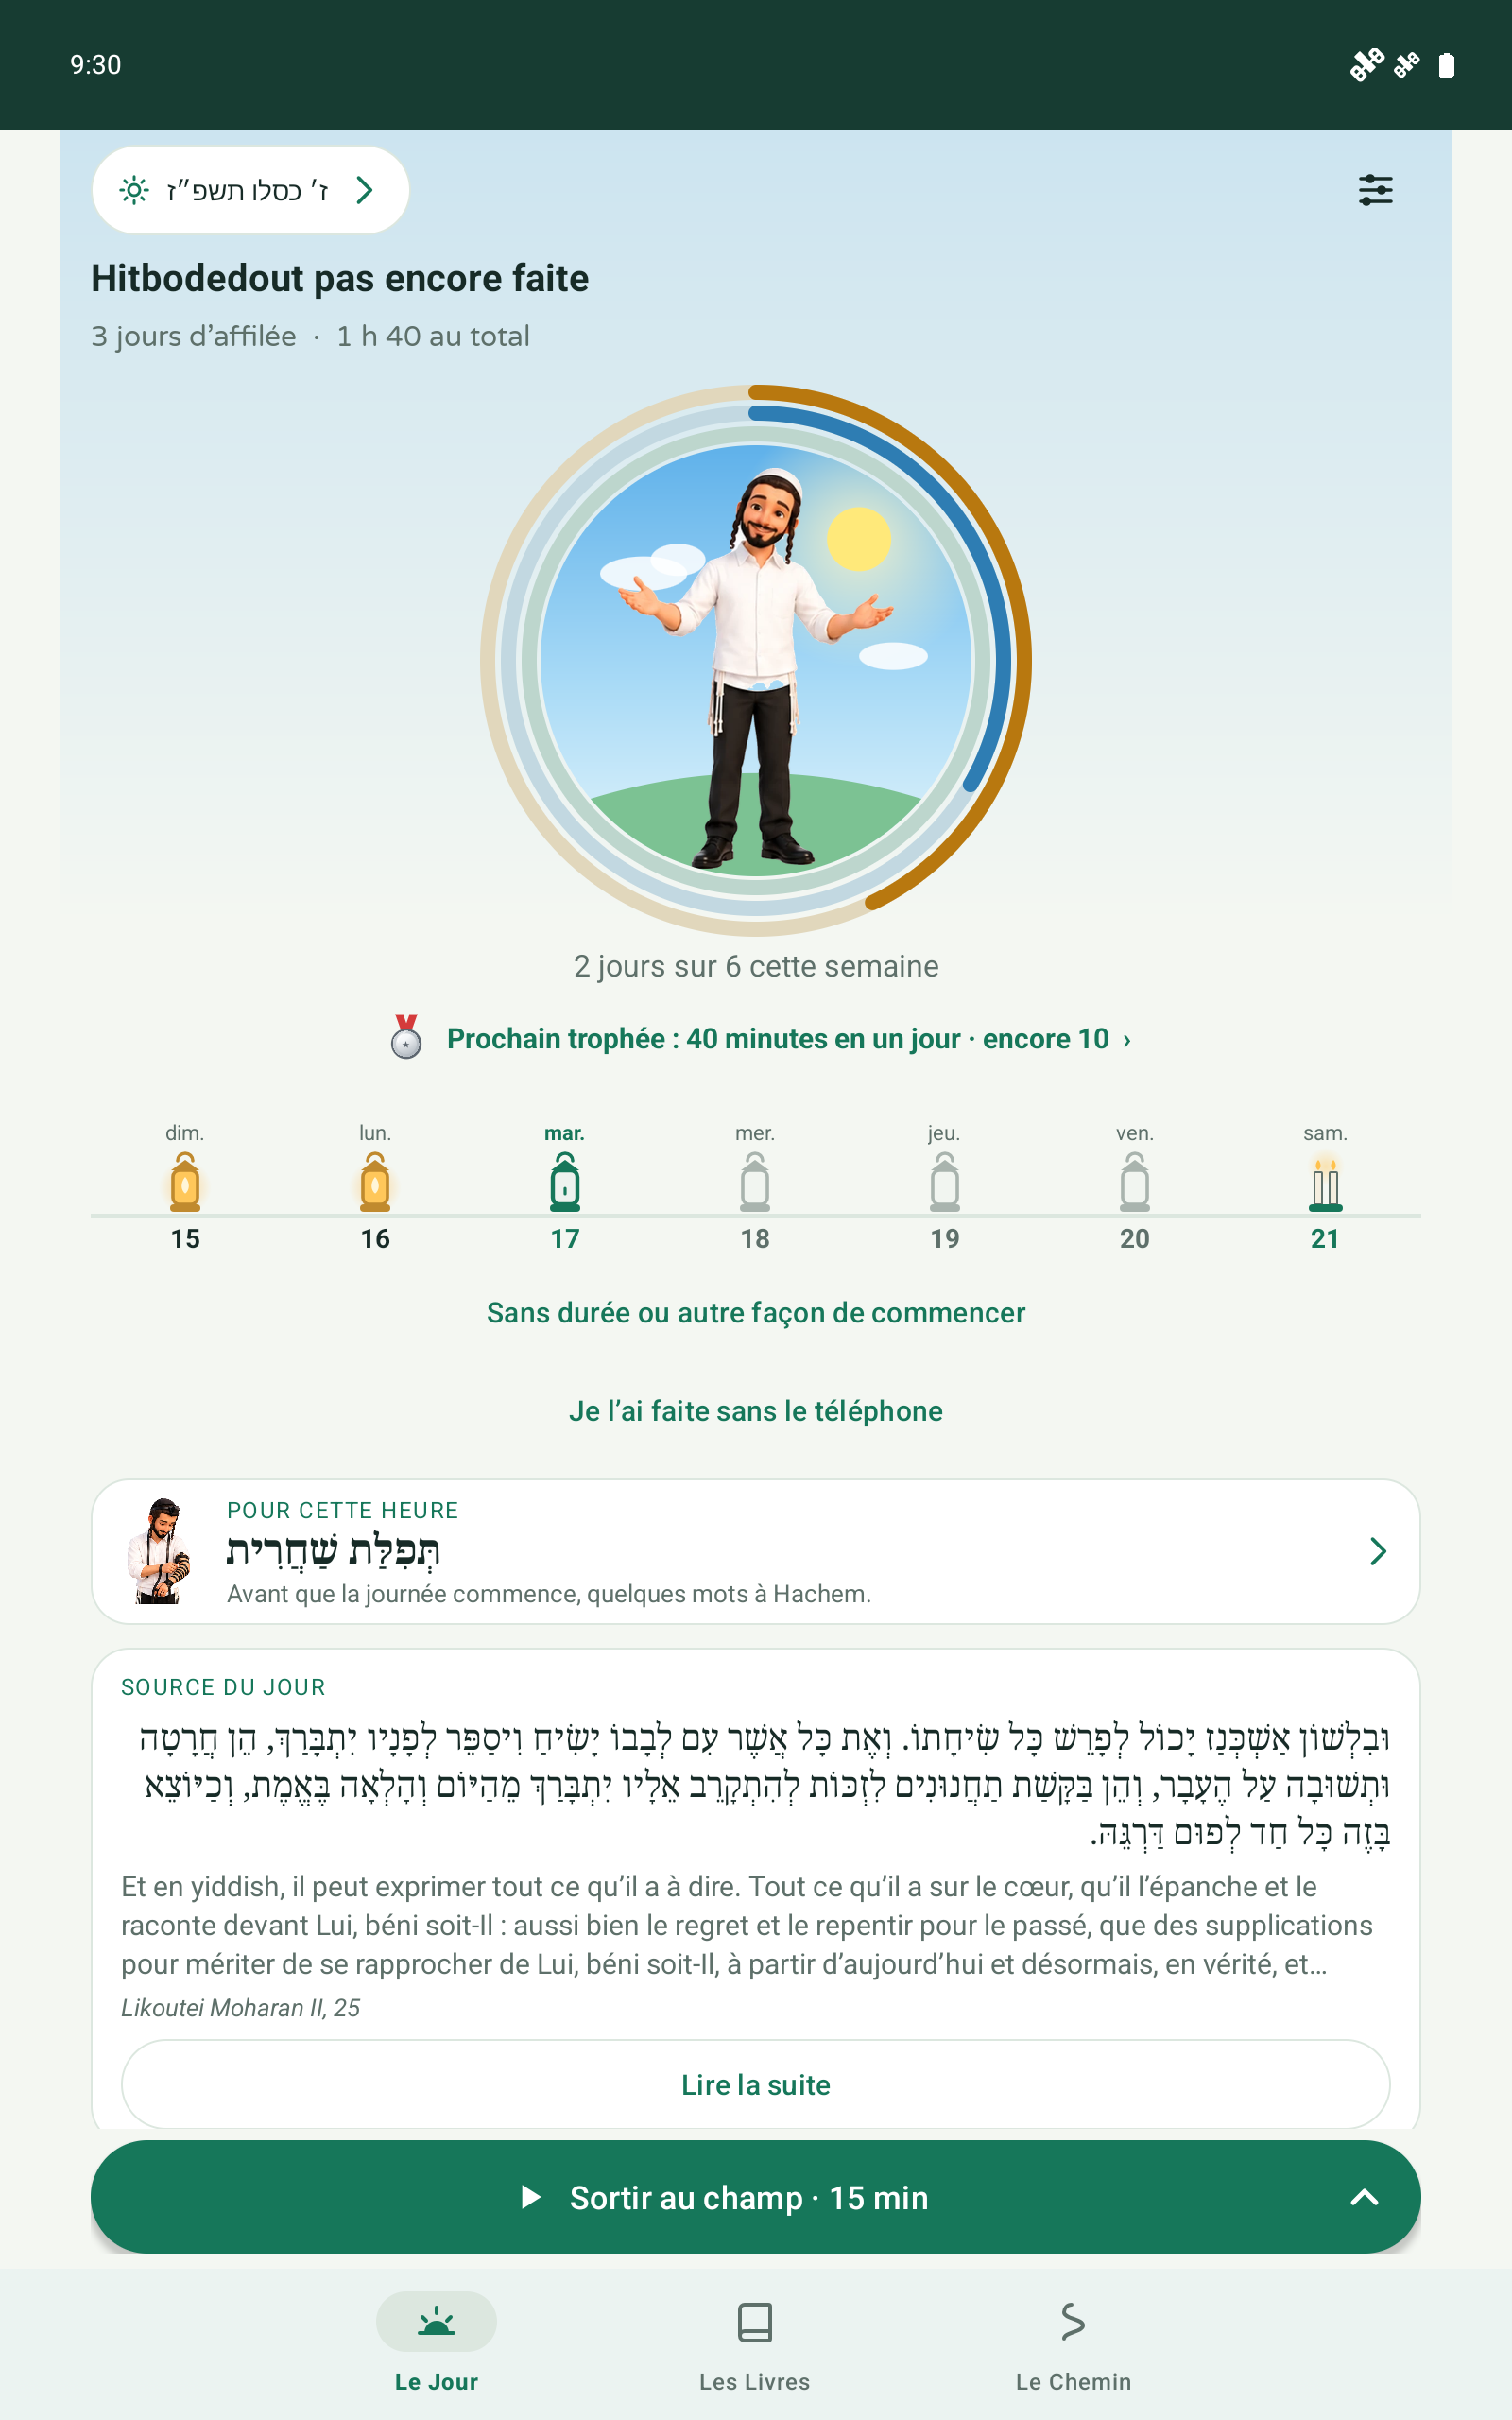 9:30
ז׳ כסלו תשפ״ז
Hitbodedout pas encore faite
3 jours d’affilée · 1 h 40 au total
2 jours sur 6 cette semaine
Prochain trophée : 40 minutes en un jour · encore 10 ›
dim. lun. mar. mer. jeu. ven. sam.
15 16 17 18 19 20 21
Sans durée ou autre façon de commencer
Je l’ai faite sans le téléphone
POUR CETTE HEURE
תְּפִלַּת שַׁחֲרִית
Avant que la journée commence, quelques mots à Hachem.
SOURCE DU JOUR
וּבִלְשׁוֹן אַשְׁכְּנַז יָכוֹל לְפָרֵשׁ כָּל שִׂיחָתוֹ. וְאֶת כָּל אֲשֶׁר עִם לְבָבוֹ יָשִׂיחַ וִיסַפֵּר לְפָנָיו יִתְבָּרַךְ, הֵן חֲרָטָה
וּתְשׁוּבָה עַל הֶעָבָר, וְהֵן בַּקָּשַׁת תַּחֲנוּנִים לִזְכּוֹת לְהִתְקָרֵב אֵלָיו יִתְבָּרַךְ מֵהַיּוֹם וְהָלְאָה בֶּאֱמֶת, וְכַיּוֹצֵא
בָּזֶה כָּל חַד לְפוּם דַּרְגֵּהּ.
Et en yiddish, il peut exprimer tout ce qu’il a à dire. Tout ce qu’il a sur le cœur, qu’il l’épanche et le
raconte devant Lui, béni soit-Il : aussi bien le regret et le repentir pour le passé, que des supplications
pour mériter de se rapprocher de Lui, béni soit-Il, à partir d’aujourd’hui et désormais, en vérité, et…
Likoutei Moharan II, 25
Lire la suite
Sortir au champ · 15 min
Le Jour Les Livres Le Chemin